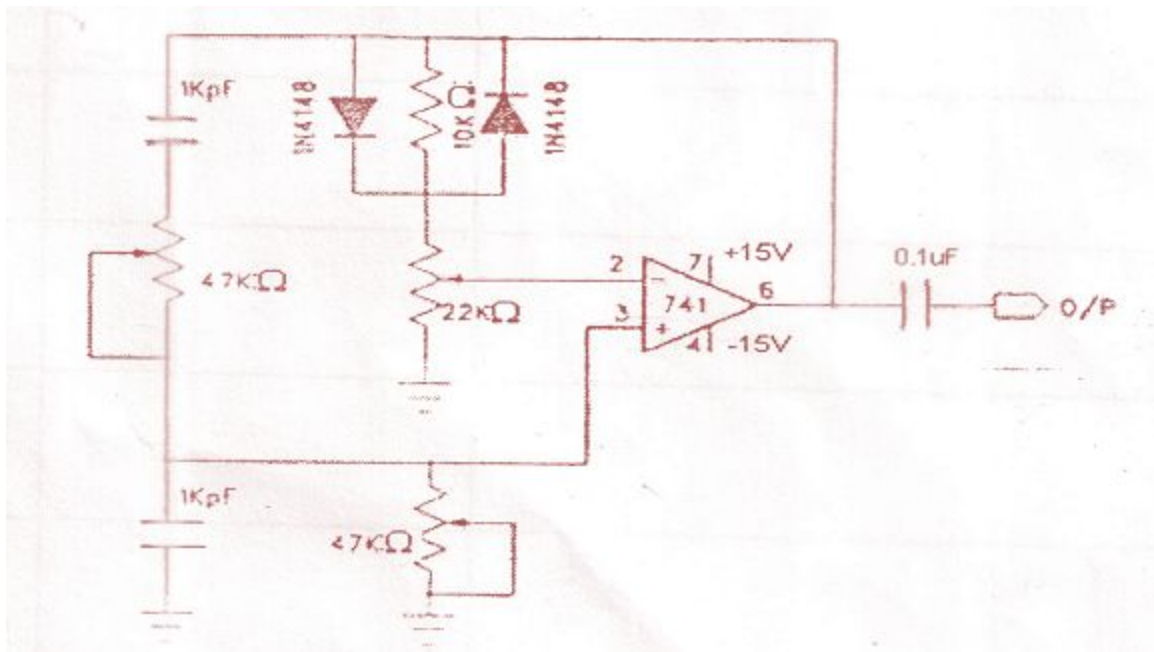 1KpF
1N4148
10KΩ
1N4148
47KΩ
22KΩ
2
7
+15V
-
741
6
3
+
4
-15V
0.1uF
O/P
1KpF
47KΩ